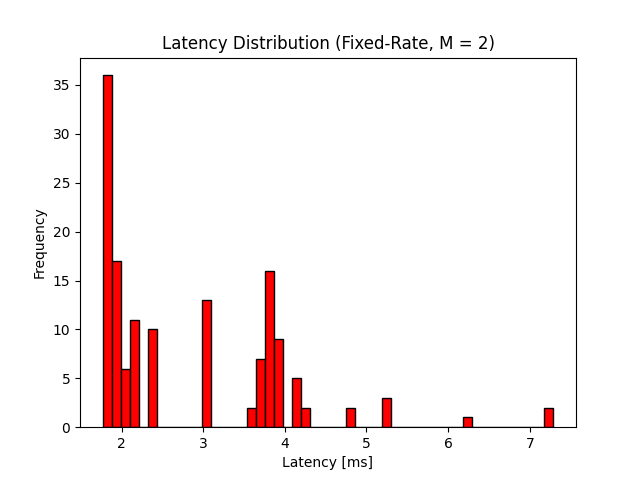 Latency Distribution (Fixed-Rate, M = 2)
35
30
25
20
15
10
5
0
Frequency
2 3 4 5 6 7
Latency [ms]